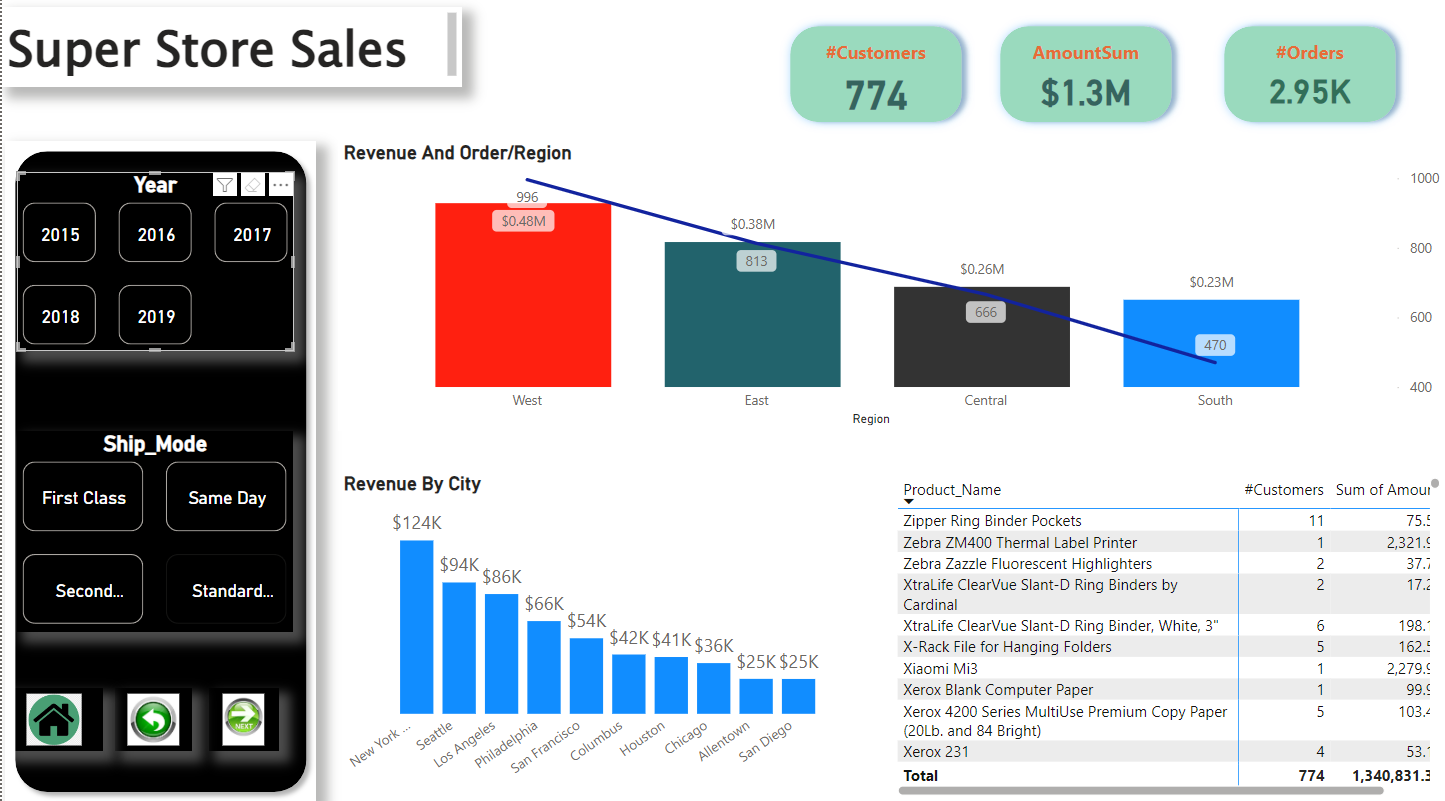 Super Store Sales
#Customers
774
AmountSum
$1.3M
#Orders
2.95K
Year
2015 2016 2017
2018 2019
Ship_Mode
First Class Same Day
Second... Standard...
NEXT
Revenue And Order/Region
1000
800
600
400
996
$0.48M
$0.38M
813
$0.26M
666
$0.23M
470
West East Central South
Region
Revenue By City
$124K
$94K
$86K
$66K
$54K
$42K
$41K
$36K
$25K
$25K
New York ...
Seattle
Los Angeles
Philadelphia
San Francisco
Columbus
Houston
Chicago
Allentown
San Diego
Product_Name #Customers Sum of Amou
Zipper Ring Binder Pockets 11 75.5
Zebra ZM400 Thermal Label Printer 1 2,321.9
Zebra Zazzle Fluorescent Highlighters 2 37.7
XtraLife ClearVue Slant-D Ring Binders by 2 17.2
Cardinal
XtraLife ClearVue Slant-D Ring Binder, White, 3" 6 198.1
X-Rack File for Hanging Folders 5 162.5
Xiaomi Mi3 1 2,279.9
Xerox Blank Computer Paper 1 99.9
Xerox 4200 Series MultiUse Premium Copy Paper 5 103.4
(20Lb. and 84 Bright)
Xerox 231 4 53.1
Total 774 1,340,831.3